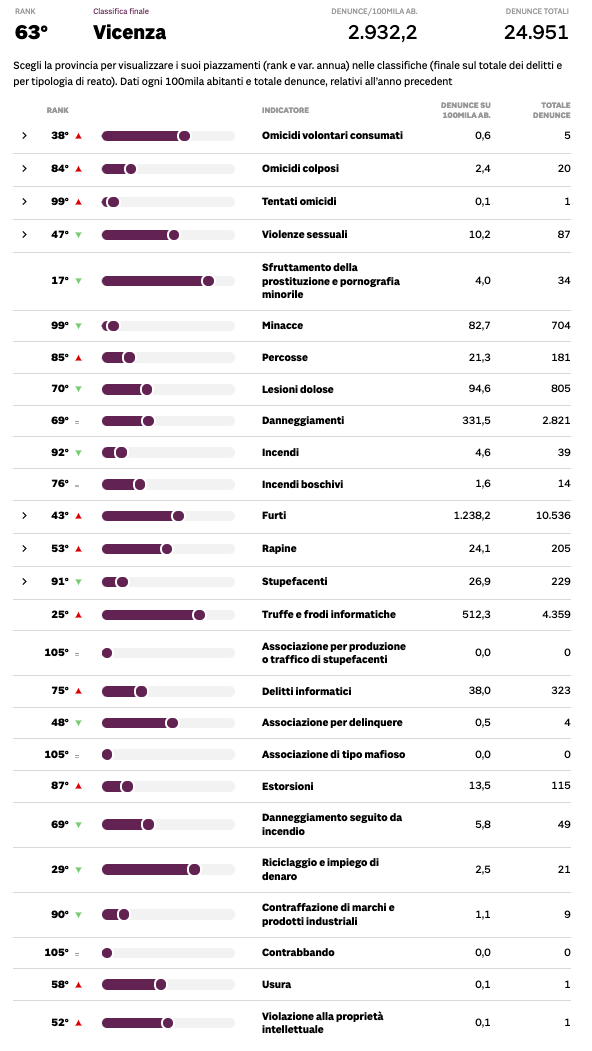 RANK Classifica finale DENUNCE/100MILA AB. DENUNCE TOTALI
63° Vicenza 2.932,2 24.951
Scegli la provincia per visualizzare i suoi piazzamenti (rank e var. annua) nelle classifiche (finale sul totale dei delitti e
per tipologia di reato). Dati ogni 100mila abitanti e totale denunce, relativi all'anno precedent
RANK INDICATORE DENUNCE SU
100MILA AB. TOTALE
DENUNCE
38° Omicidi volontari consumati 0,6 5
84° Omicidi colposi 2,4 20
99° Tentati omicidi 0,1 1
47° Violenze sessuali 10,2 87
17° Sfruttamento della
prostituzione e pornografia
minorile 4,0 34
99° Minacce 82,7 704
85° Percosse 21,3 181
70° Lesioni dolose 94,6 805
69° = Danneggiamenti 331,5 2.821
92° Incendi 4,6 39
76° = Incendi boschivi 1,6 14
43° Furti 1.238,2 10.536
53° Rapine 24,1 205
91° Stupefacenti 26,9 229
25° Truffe e frodi informatiche 512,3 4.359
105° = Associazione per produzione
o traffico di stupefacenti 0,0 0
75° Delitti informatici 38,0 323
48° Associazione per delinquere 0,5 4
105° = Associazione di tipo mafioso 0,0 0
87° Estorsioni 13,5 115
69° Danneggiamento seguito da
incendio 5,8 49
29° Riciclaggio e impiego di
denaro 2,5 21
90° Contraffazione di marchi e
prodotti industriali 1,1 9
105° = Contrabbando 0,0 0
58° Usura 0,1 1
52° Violazione alla proprietà
intellettuale 0,1 1